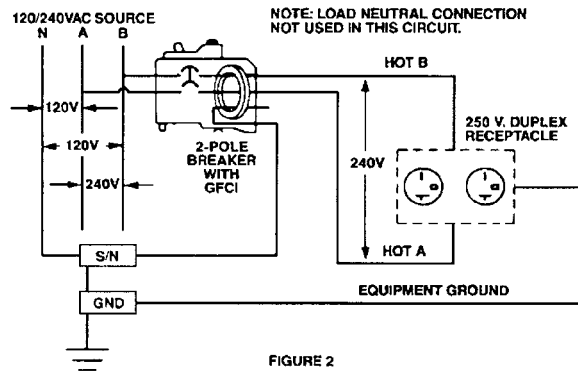 120/240VAC SOURCE
N A B
NOTE: LOAD NEUTRAL CONNECTION
NOT USED IN THIS CIRCUIT.
HOT B
120V
120V
240V
2-POLE
BREAKER
WITH
GFCI
240V
250 V. DUPLEX
RECEPTACLE
S/N
HOT A
GND
EQUIPMENT GROUND
FIGURE 2